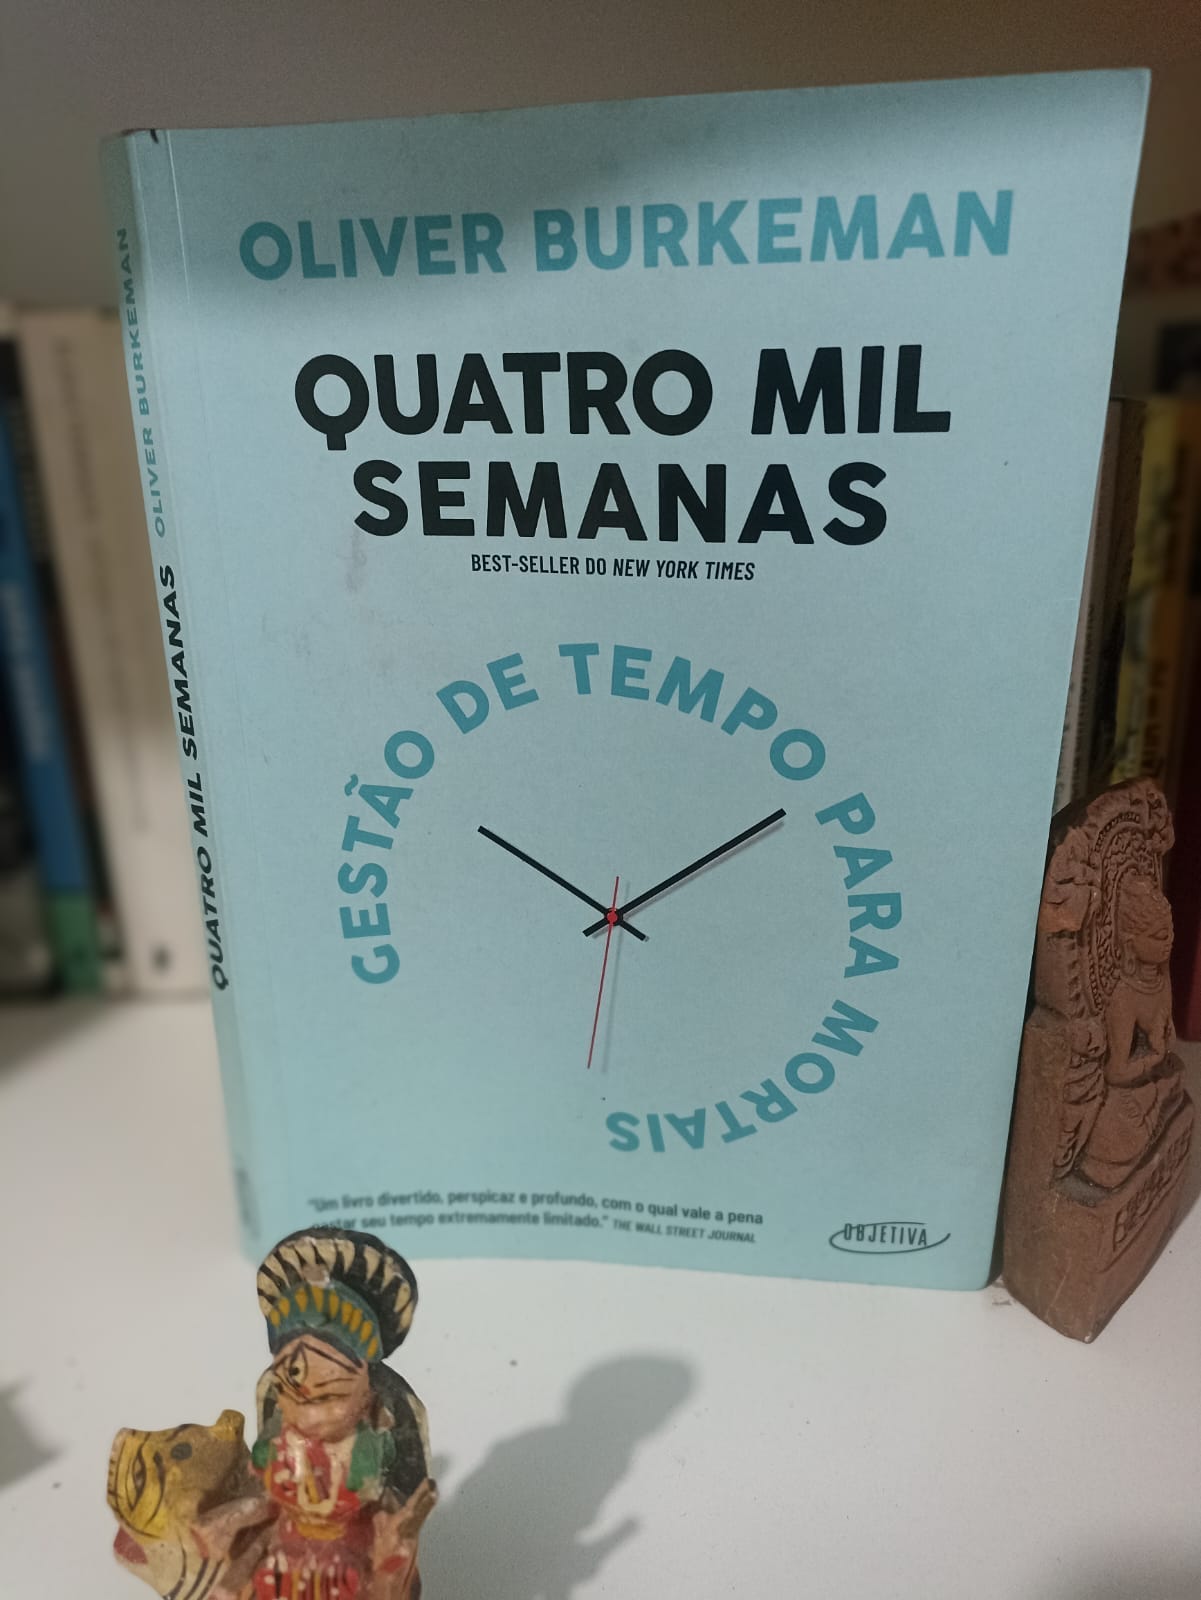 OLIVER BURKEMAN
QUATRO MIL
SEMANAS
BEST-SELLER DO NEW YORK TIMES
GESTÃO DE TEMPO PARA MORTAIS
"Um livro divertido, perspicaz e profundo, com o qual vale a pena
seu tempo extremamente limitado." THE WALL STREET JOURNAL
OBJETIVA
QUATRO MIL SEMANAS OLIVER BURKEMAN